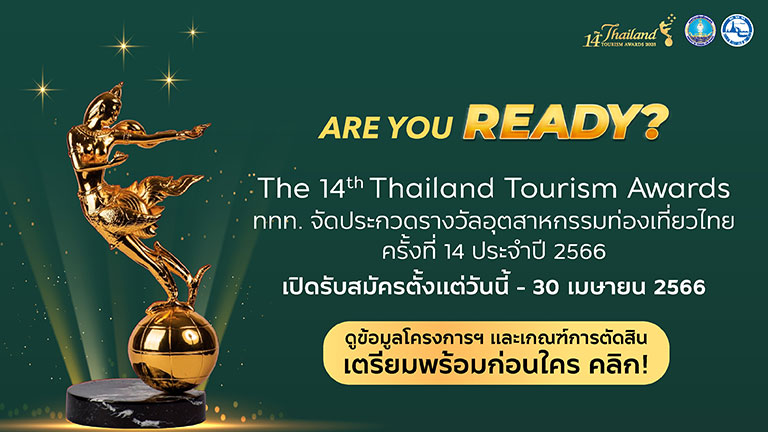 The 14th Thailand
TOURISM AWARDS 2023
ARE YOU READY?
The 14th Thailand Tourism Awards
ททท. จัดประกวดรางวัลอุตสาหกรรมท่องเที่ยวไทย
ครั้งที่ 14 ประจำปี 2566
เปิดรับสมัครตั้งแต่วันนี้ - 30 เมษายน 2566
ดูข้อมูลโครงการฯ และเกณฑ์การตัดสิน
เตรียมพร้อมก่อนใคร คลิก!